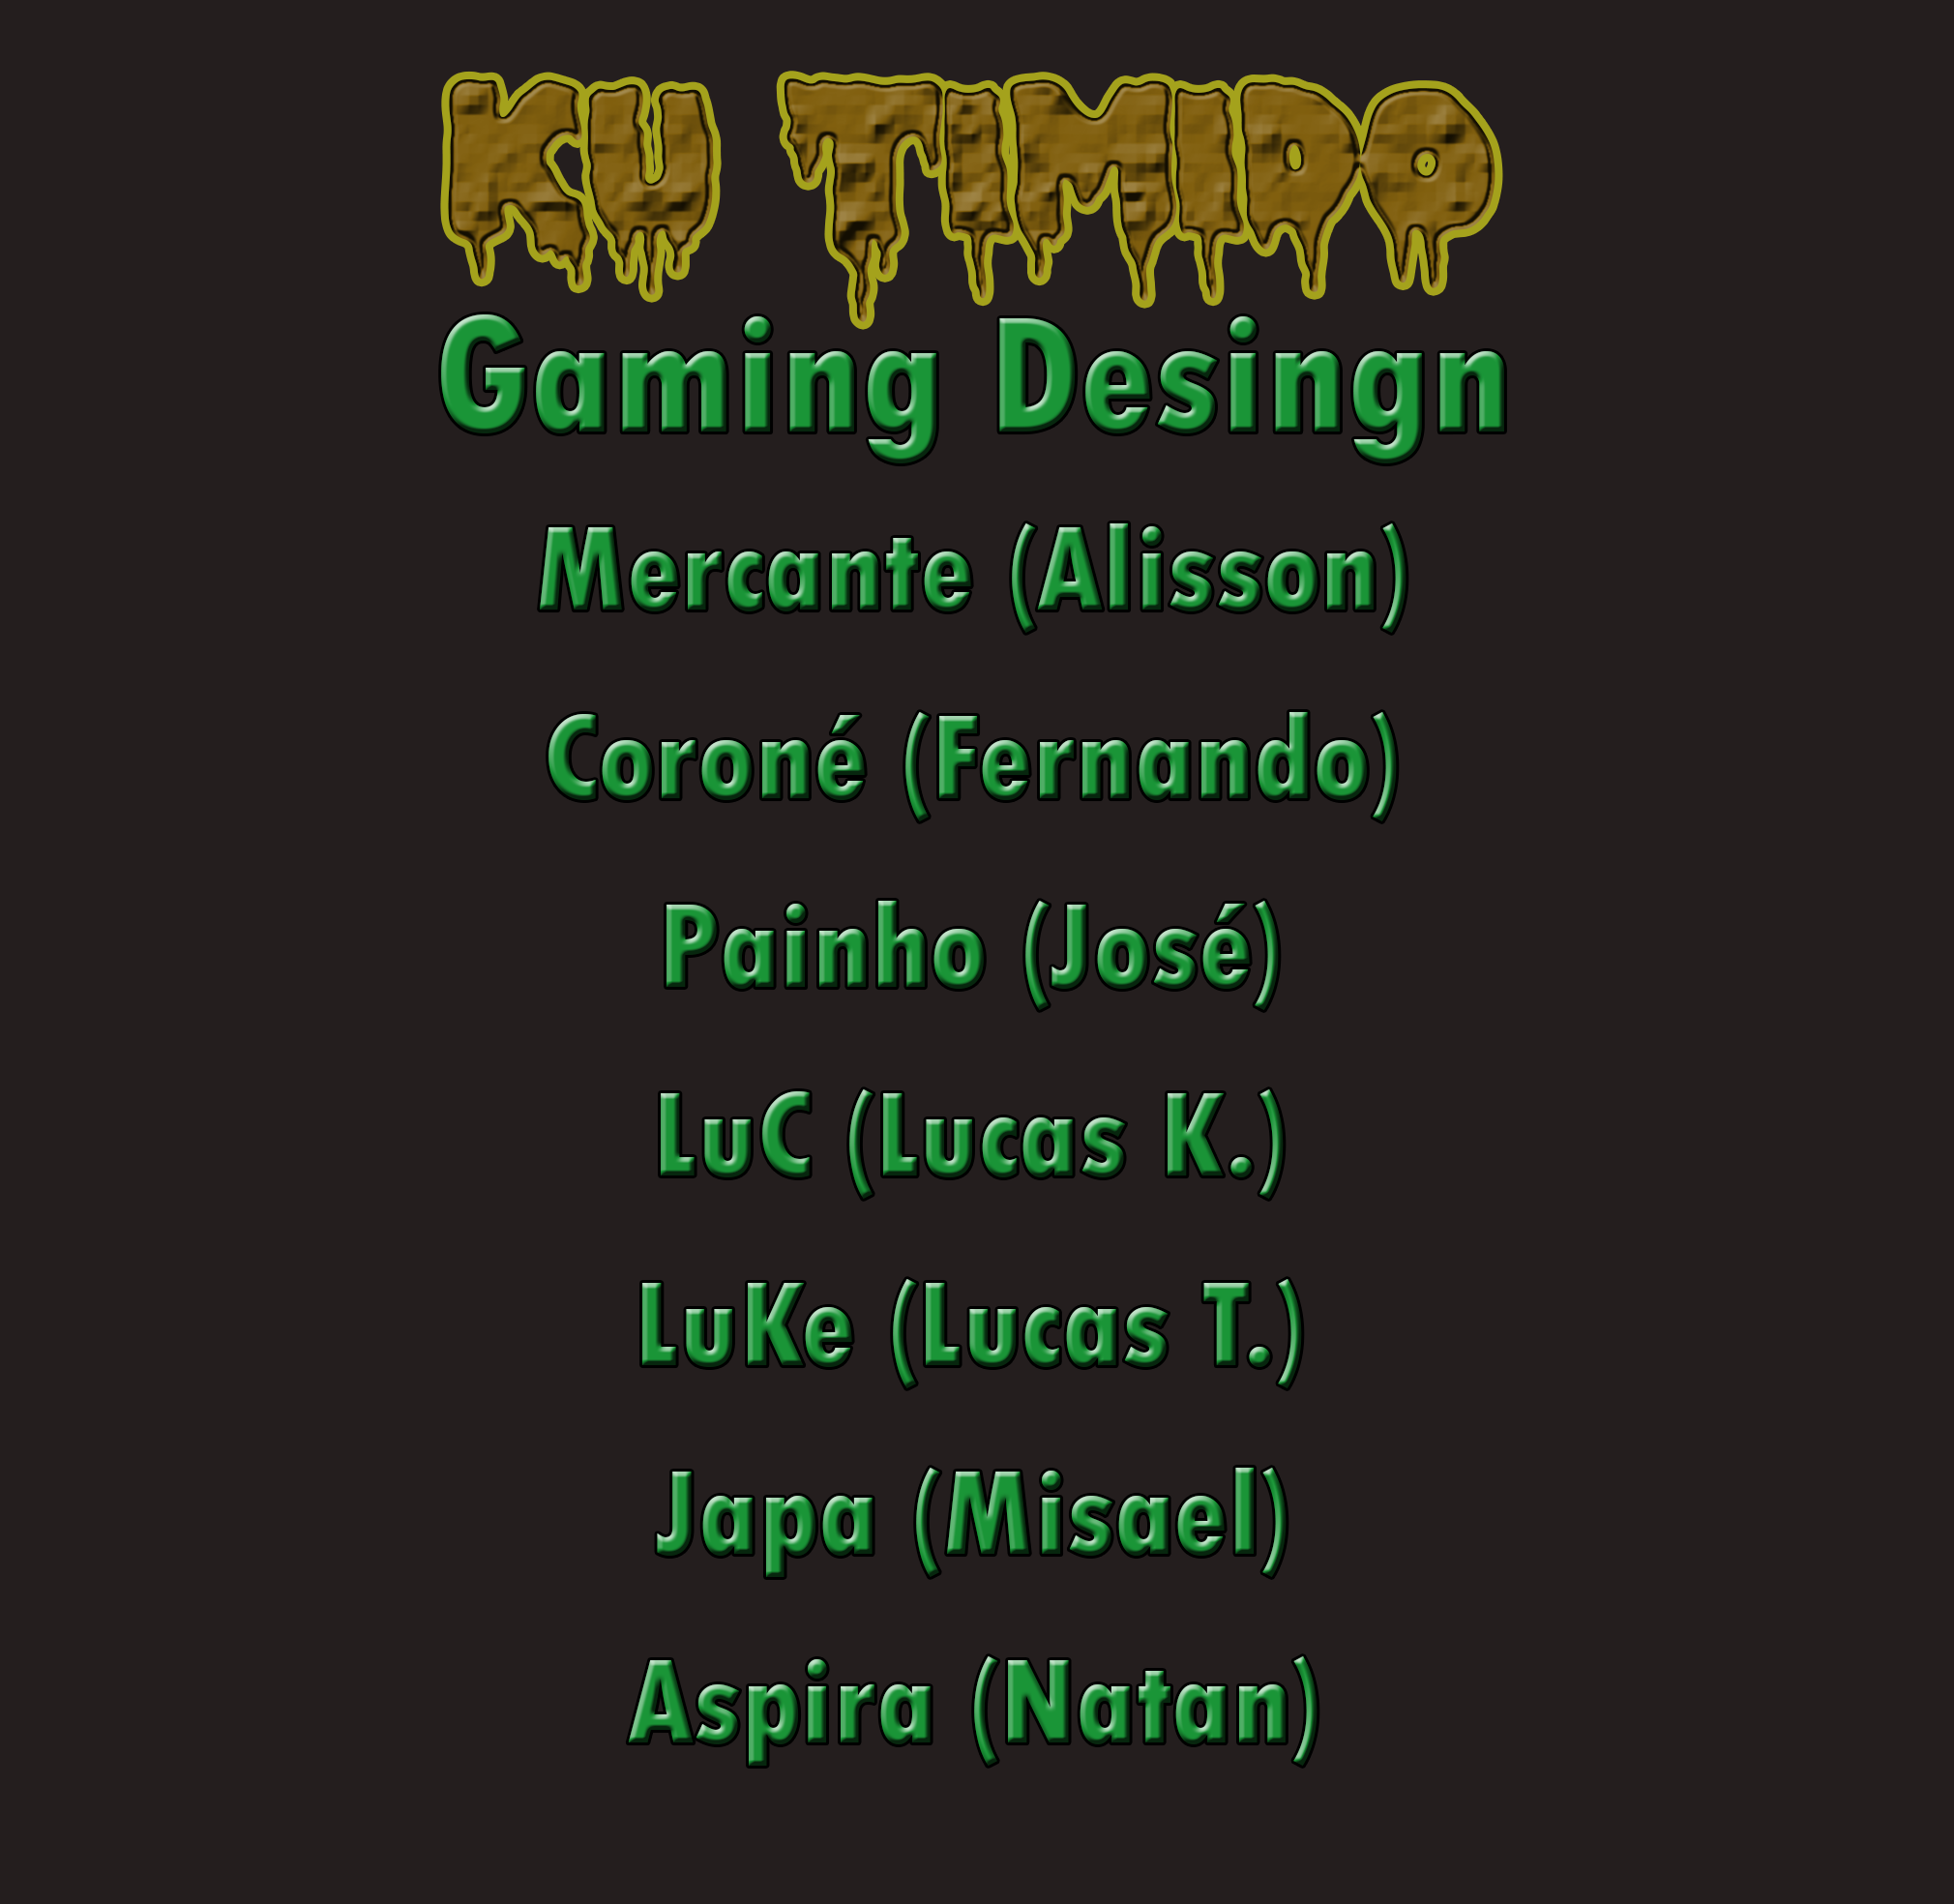 KU TIMIDO
Gaming Desingn
Mercante (Alisson)
Coroné (Fernando)
Painho (José)
LuC (Lucas K.)
LuKe (Lucas T.)
Japa (Misael)
Aspira (Natan)